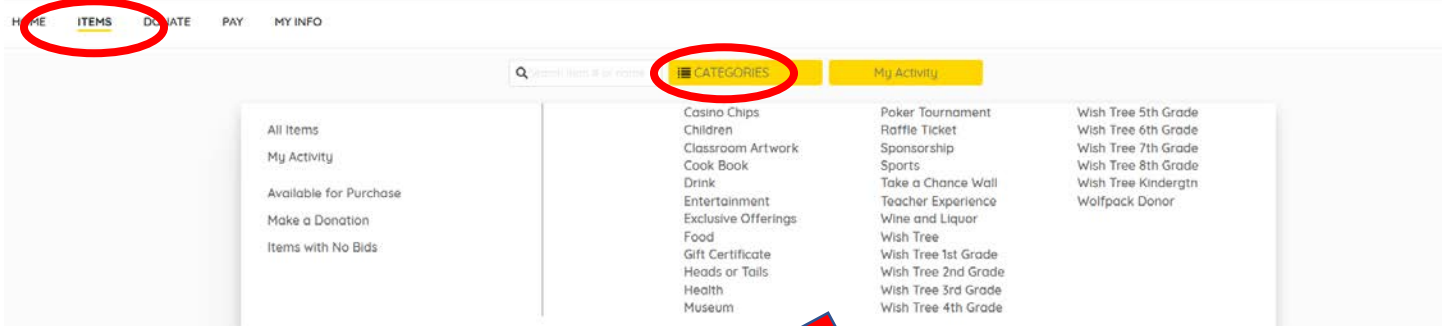 HOME ITEMS DONATE PAY MY INFO
Search item # or name CATEGORIES My Activity
All Items
My Activity
Available for Purchase
Make a Donation
Items with No Bids
Casino Chips
Children
Classroom Artwork
Cook Book
Drink
Entertainment
Exclusive Offerings
Food
Gift Certificate
Heads or Tails
Health
Museum
Poker Tournament
Raffle Ticket
Sponsorship
Sports
Take a Chance Wall
Teacher Experience
Wine and Liquor
Wish Tree
Wish Tree 1st Grade
Wish Tree 2nd Grade
Wish Tree 3rd Grade
Wish Tree 4th Grade
Wish Tree 5th Grade
Wish Tree 6th Grade
Wish Tree 7th Grade
Wish Tree 8th Grade
Wish Tree Kindergtn
Wolfpack Donor